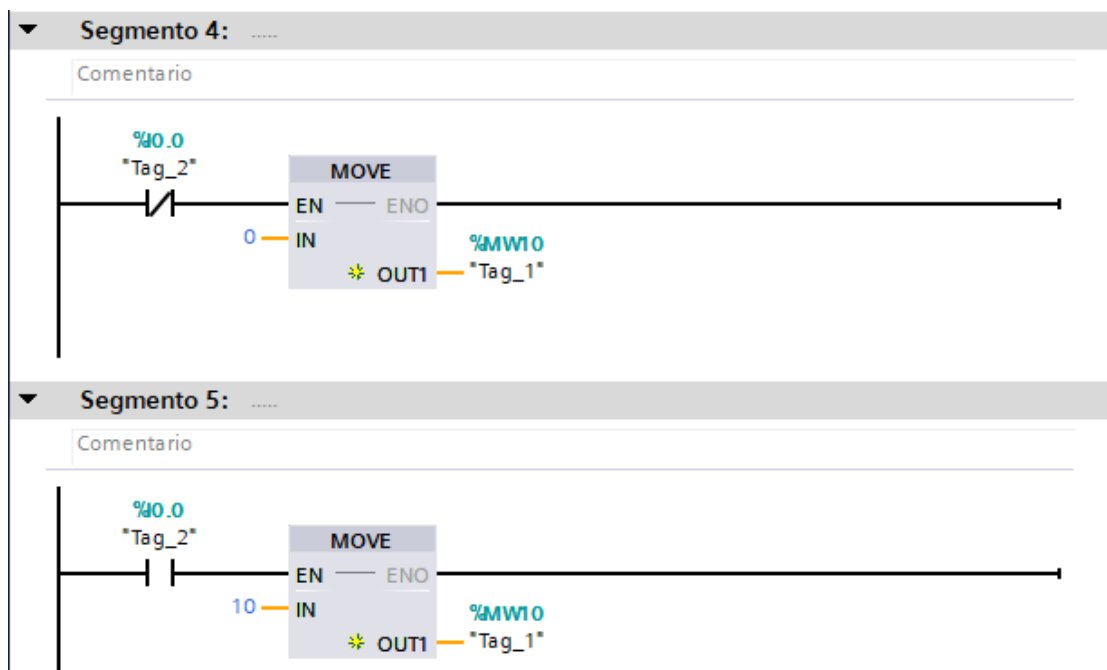 Segmento 4: .....
Comentario
%I0.0
"Tag_2"
MOVE
EN ENO
0 IN
%MW10
OUT1 "Tag_1"
Segmento 5: .....
Comentario
%I0.0
"Tag_2"
MOVE
EN ENO
10 IN
%MW10
OUT1 "Tag_1"